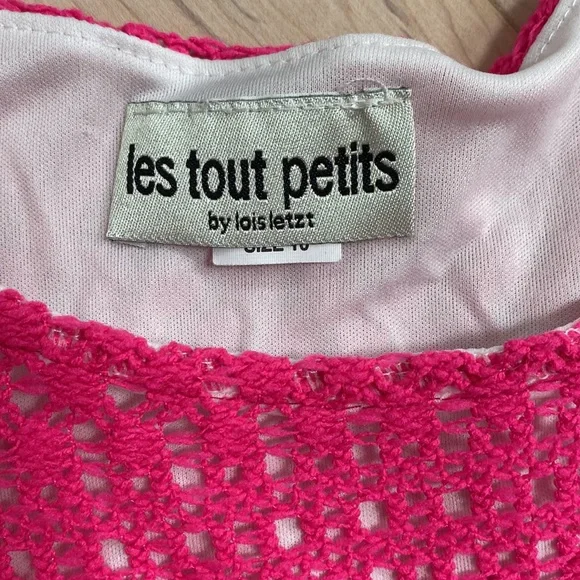 les tout petits
by lois letzt
SIZE 10